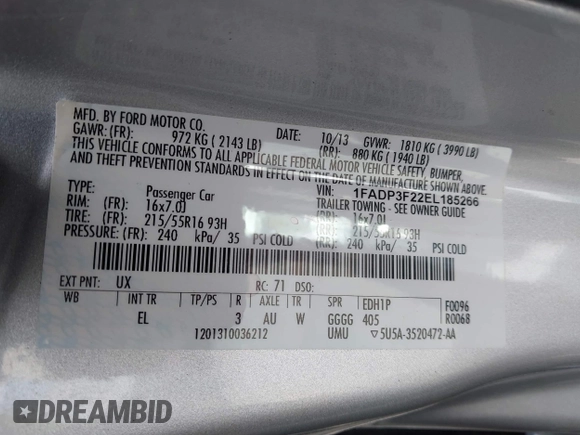 MFD. BY FORD MOTOR CO.
DATE: 10/13 GVWR: 1810 KG ( 3990 LB)
GAWR: (FR): 972 KG ( 2143 LB) (RR): 880 KG ( 1940 LB)
THIS VEHICLE CONFORMS TO ALL APPLICABLE FEDERAL MOTOR VEHICLE SAFETY, BUMPER,
AND THEFT PREVENTION STANDARDS IN EFFECT ON THE DATE OF MANUFACTURE SHOWN ABOVE.
VIN: 1FADP3F22EL185266
TYPE: Passenger Car TRAILER TOWING - SEE OWNER GUIDE
RIM: (FR): 16x7.0J (RR): 16x7.0J
TIRE: (FR): 215/55R16 93H (RR): 215/55R16 93H
PRESSURE: (FR): 240 kPa/ 35 PSI COLD (RR): 240 kPa/ 35 PSI COLD
EXT PNT: UX RC: 71 DSO:
WB INT TR TP/PS R AXLE TR SPR EDH1P F0096
EL 3 AU W GGGG 405 R0068
1201310036212 UMU ▽5U5A-3520472-AA
DREAMBID